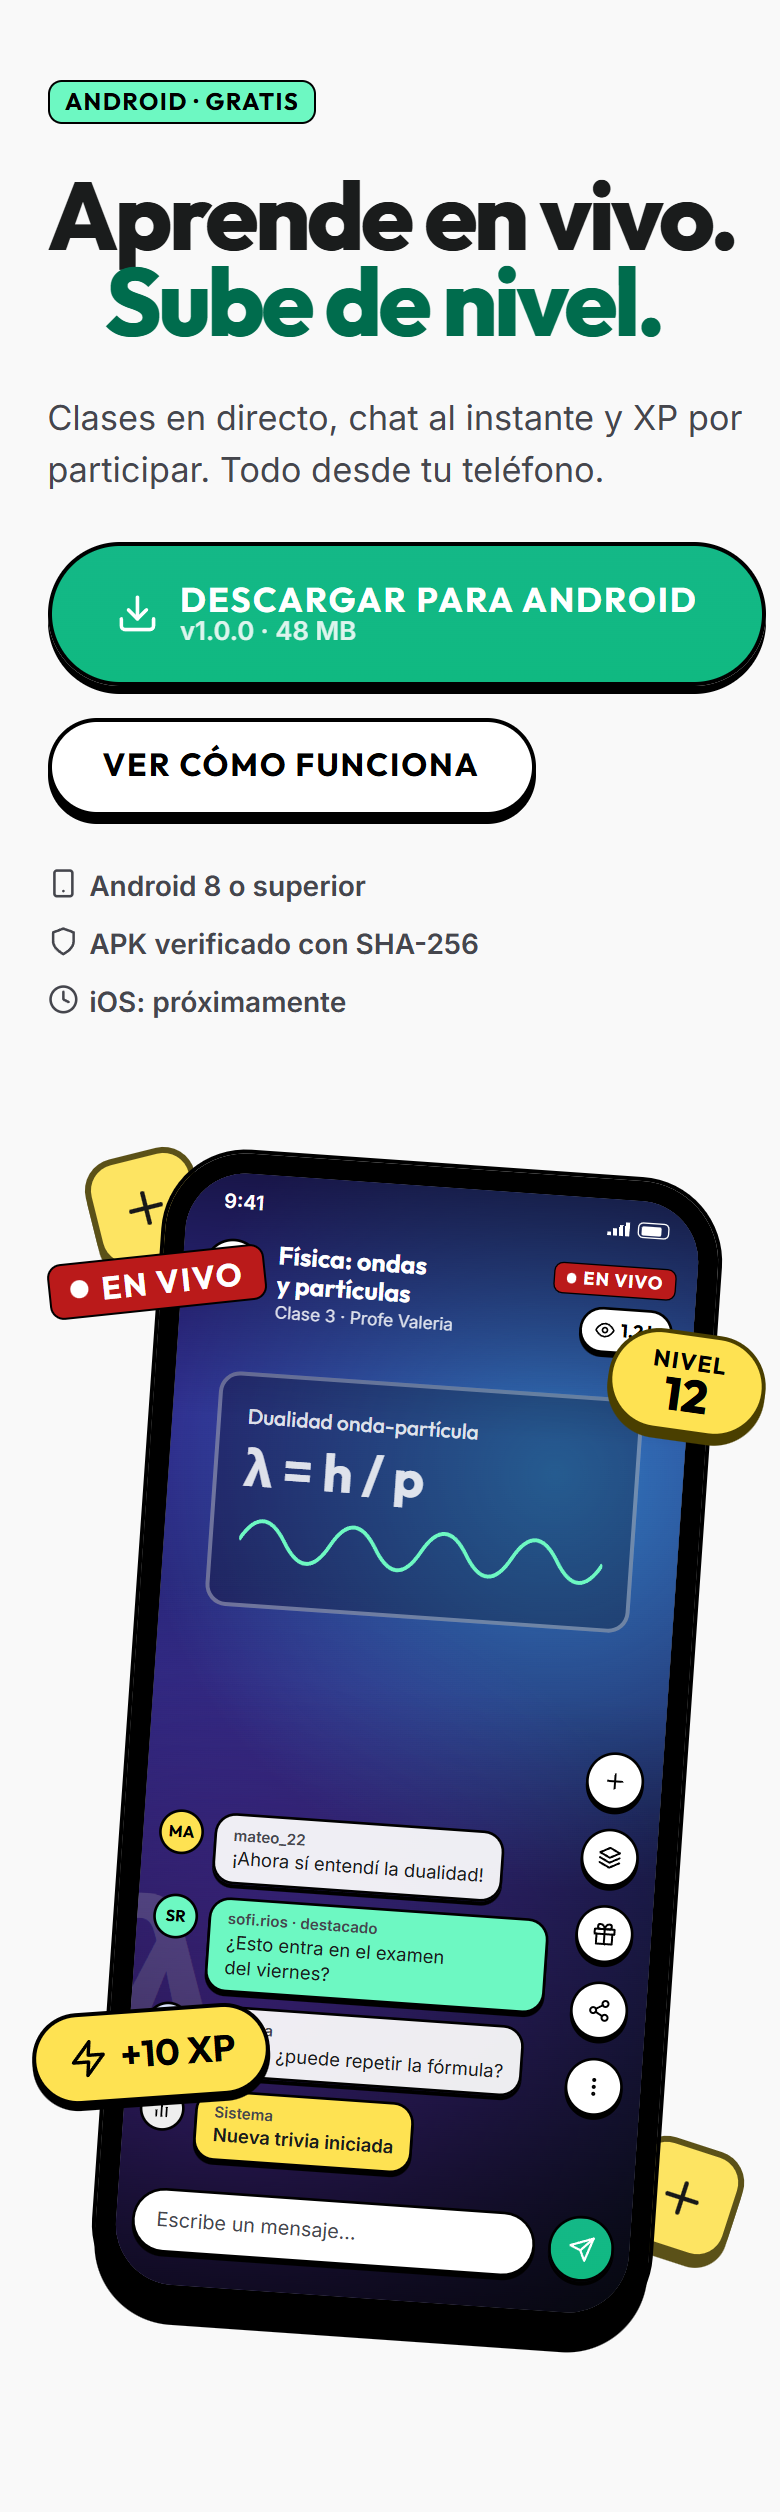 ANDROID · GRATIS
Aprende en vivo.
Sube de nivel.
Clases en directo, chat al instante y XP por
participar. Todo desde tu teléfono.
DESCARGAR PARA ANDROID
v1.0.0 · 48 MB
VER CÓMO FUNCIONA
Android 8 o superior
APK verificado con SHA-256
iOS: próximamente
9:41
EN VIVO
Física: ondas
y partículas
Clase 3 · Profe Valeria
EN VIVO
NIVEL
12
Dualidad onda-partícula
λ = h / p
MA
mateo_22
¡Ahora sí entendí la dualidad!
SR
sofi.rios · destacado
¿Esto entra en el examen
del viernes?
+10 XP
¿puede repetir la fórmula?
Sistema
Nueva trivia iniciada
Escribe un mensaje...